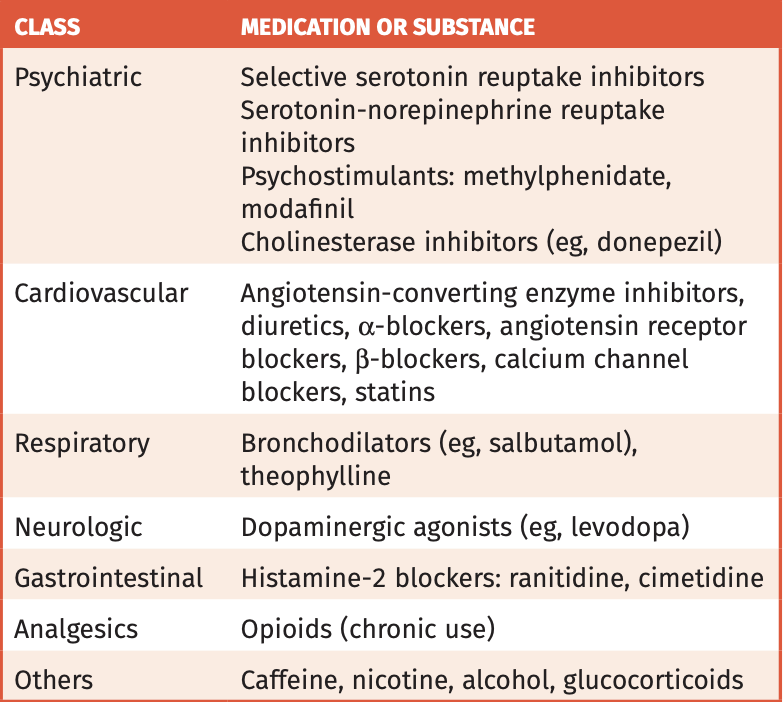 CLASS MEDICATION OR SUBSTANCE
Psychiatric Selective serotonin reuptake inhibitors
Serotonin-norepinephrine reuptake
inhibitors
Psychostimulants: methylphenidate,
modafinil
Cholinesterase inhibitors (eg, donepezil)
Cardiovascular Angiotensin-converting enzyme inhibitors,
diuretics, α-blockers, angiotensin receptor
blockers, β-blockers, calcium channel
blockers, statins
Respiratory Bronchodilators (eg, salbutamol),
theophylline
Neurologic Dopaminergic agonists (eg, levodopa)
Gastrointestinal Histamine-2 blockers: ranitidine, cimetidine
Analgesics Opioids (chronic use)
Others Caffeine, nicotine, alcohol, glucocorticoids